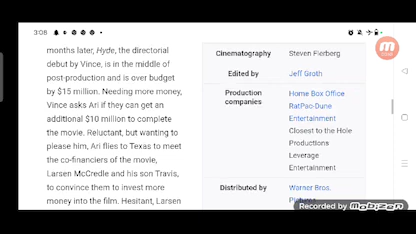 3:08
months later, Hyde, the directorial
debut by Vince, is in the middle of
post-production and is over budget
by $15 million. Needing more money,
Vince asks Ari if they can get an
additional $10 million to complete
the movie. Reluctant, but wanting to
please him, Ari flies to Texas to meet
the co-financiers of the movie,
Larsen McCredle and his son Travis,
to convince them to invest more
money into the film. Hesitant, Larsen
Cinematography Steven Fierberg
Edited by Jeff Groth
Production Home Box Office
companies RatPac-Dune
Entertainment
Closest to the Hole
Productions
Leverage
Entertainment
Distributed by Warner Bros.
Pictures
Recorded by Mobizen